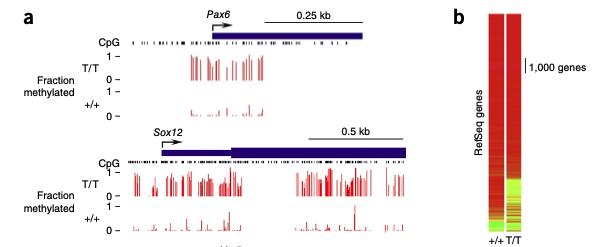 a
Pax6
0.25 kb
CpG
1
T/T
0
Fraction
methylated
1
+/+
0
Sox12
0.5 kb
CpG
1
T/T
0
Fraction
methylated
1
+/+
0
b
1,000 genes
RefSeq genes
+/+ T/T